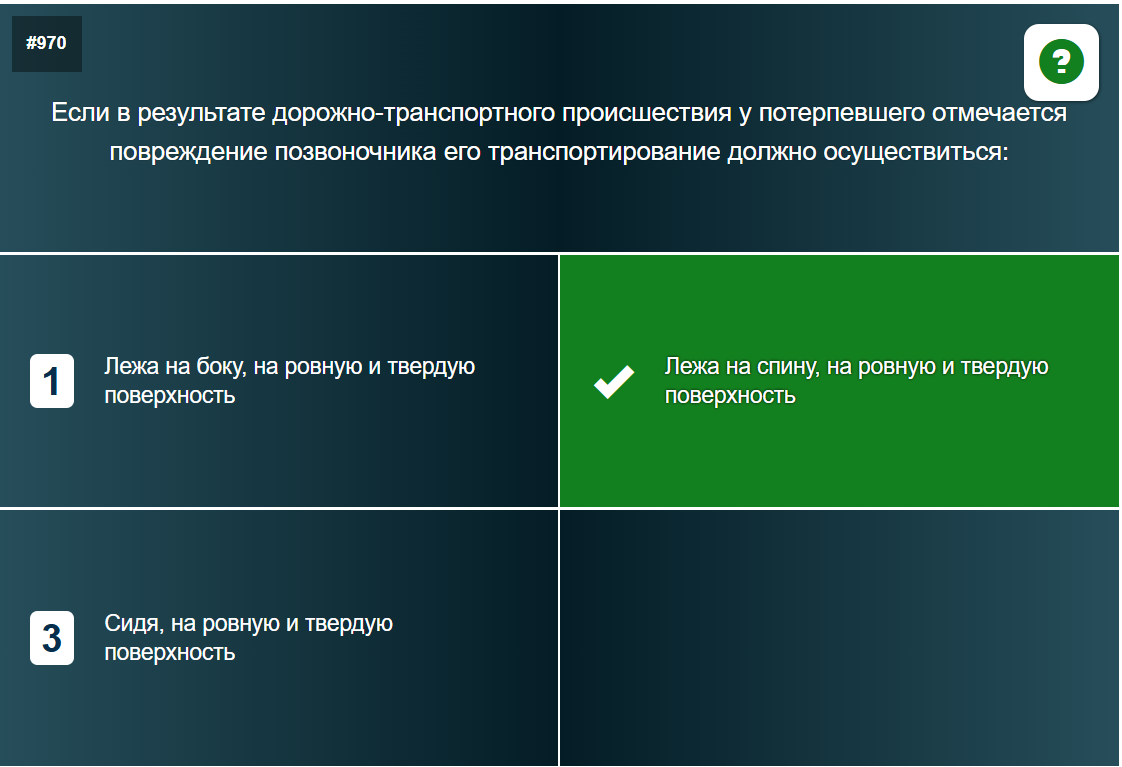 #970
?
Если в результате дорожно-транспортного происшествия у потерпевшего отмечается
повреждение позвоночника его транспортирование должно осуществиться:
1
Лежа на боку, на ровную и твердую
поверхность
Лежа на спину, на ровную и твердую
поверхность
3
Сидя, на ровную и твердую
поверхность